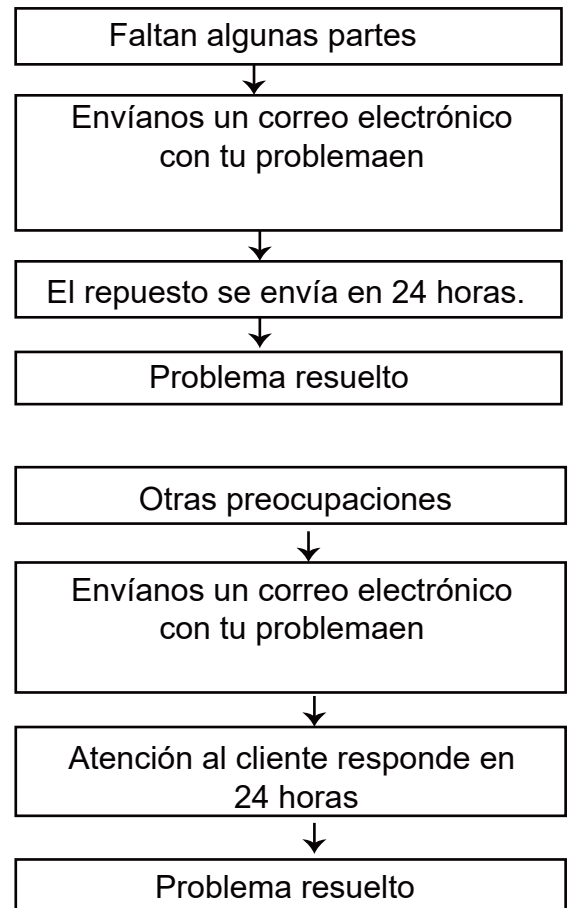 Faltan algunas partes
Envíanos un correo electrónico
con tu problemaen
El repuesto se envía en 24 horas.
Problema resuelto
Otras preocupaciones
Envíanos un correo electrónico
con tu problemaen
Atención al cliente responde en
24 horas
Problema resuelto